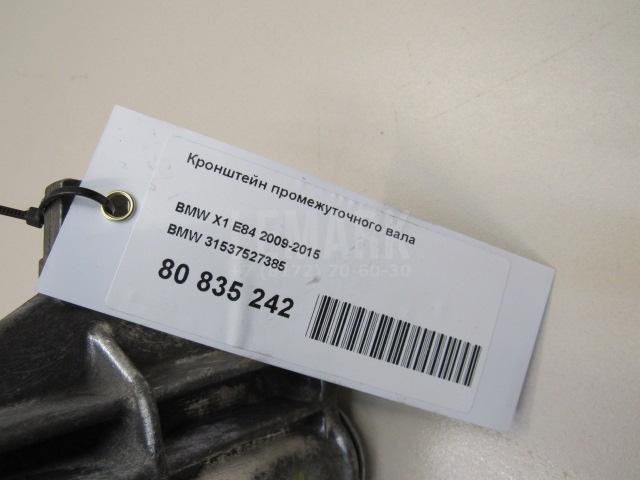 Кронштейн промежуточного вала
BMW X1 E84 2009-2015
BMW 31537527385
80 835 242